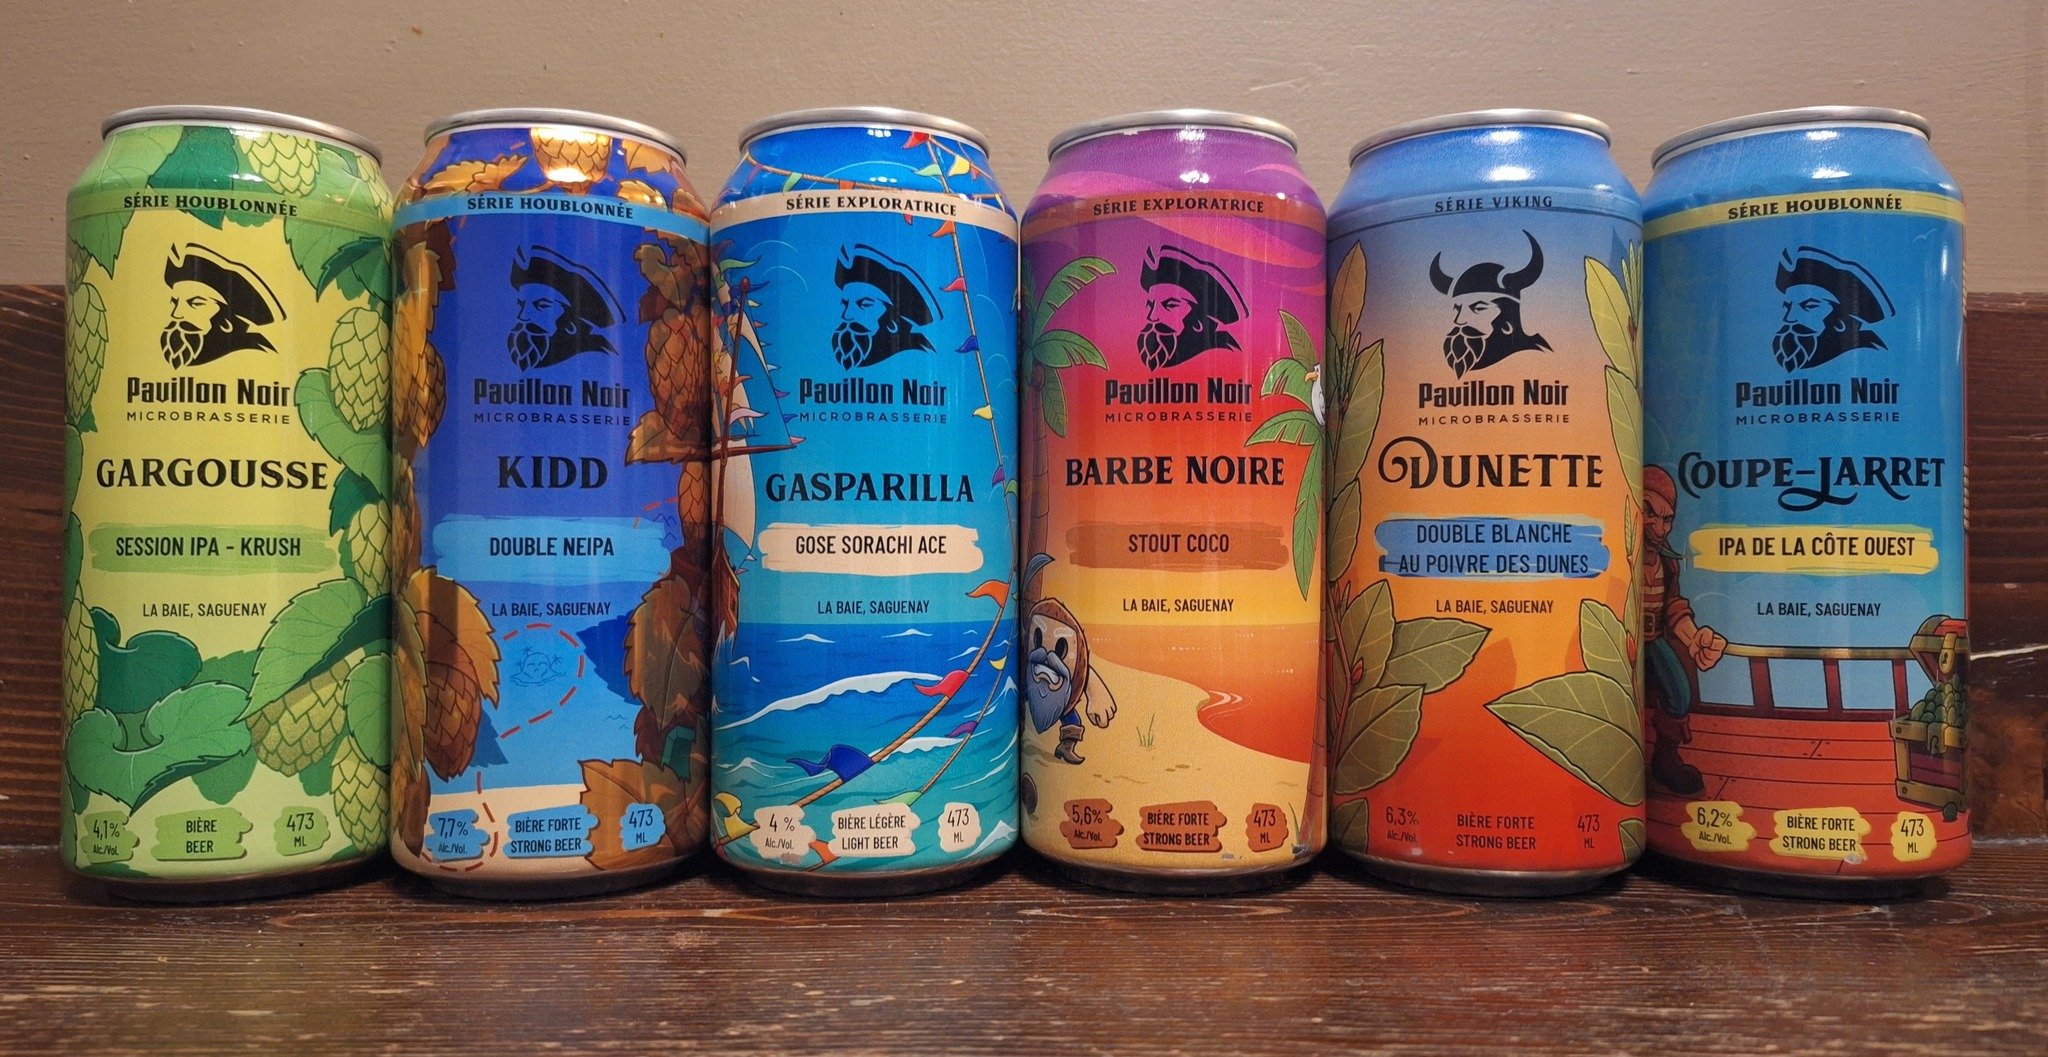 SÉRIE HOUBLONNÉE
Pavillon Noir
MICROBRASSERIE
GARGOUSSE
SESSION IPA - KRUSH
LA BAIE, SAGUENAY
4,1%
Alc./Vol.
BIÈRE
BEER
473
ML
SÉRIE HOUBLONNÉE
Pavillon Noir
MICROBRASSERIE
KIDD
DOUBLE NEIPA
LA BAIE, SAGUENAY
7,7%
Alc./Vol.
BIÈRE FORTE
STRONG BEER
473
ML
SÉRIE EXPLORATRICE
Pavillon Noir
MICROBRASSERIE
GASPARILLA
GOSE SORACHI ACE
LA BAIE, SAGUENAY
4 %
Alc./Vol.
BIÈRE LÉGÈRE
LIGHT BEER
473
ML
SÉRIE EXPLORATRICE
Pavillon Noir
MICROBRASSERIE
BARBE NOIRE
STOUT COCO
LA BAIE, SAGUENAY
5,6%
Alc./Vol.
BIÈRE FORTE
STRONG BEER
473
ML
SÉRIE VIKING
Pavillon Noir
MICROBRASSERIE
DUNETTE
DOUBLE BLANCHE
AU POIVRE DES DUNES
LA BAIE, SAGUENAY
6,3%
Alc./Vol.
BIÈRE FORTE
STRONG BEER
473
ML
SÉRIE HOUBLONNÉE
Pavillon Noir
MICROBRASSERIE
COUPE-JARRET
IPA DE LA CÔTE OUEST
LA BAIE, SAGUENAY
6,2%
Alc./Vol.
BIÈRE FORTE
STRONG BEER
473
ML